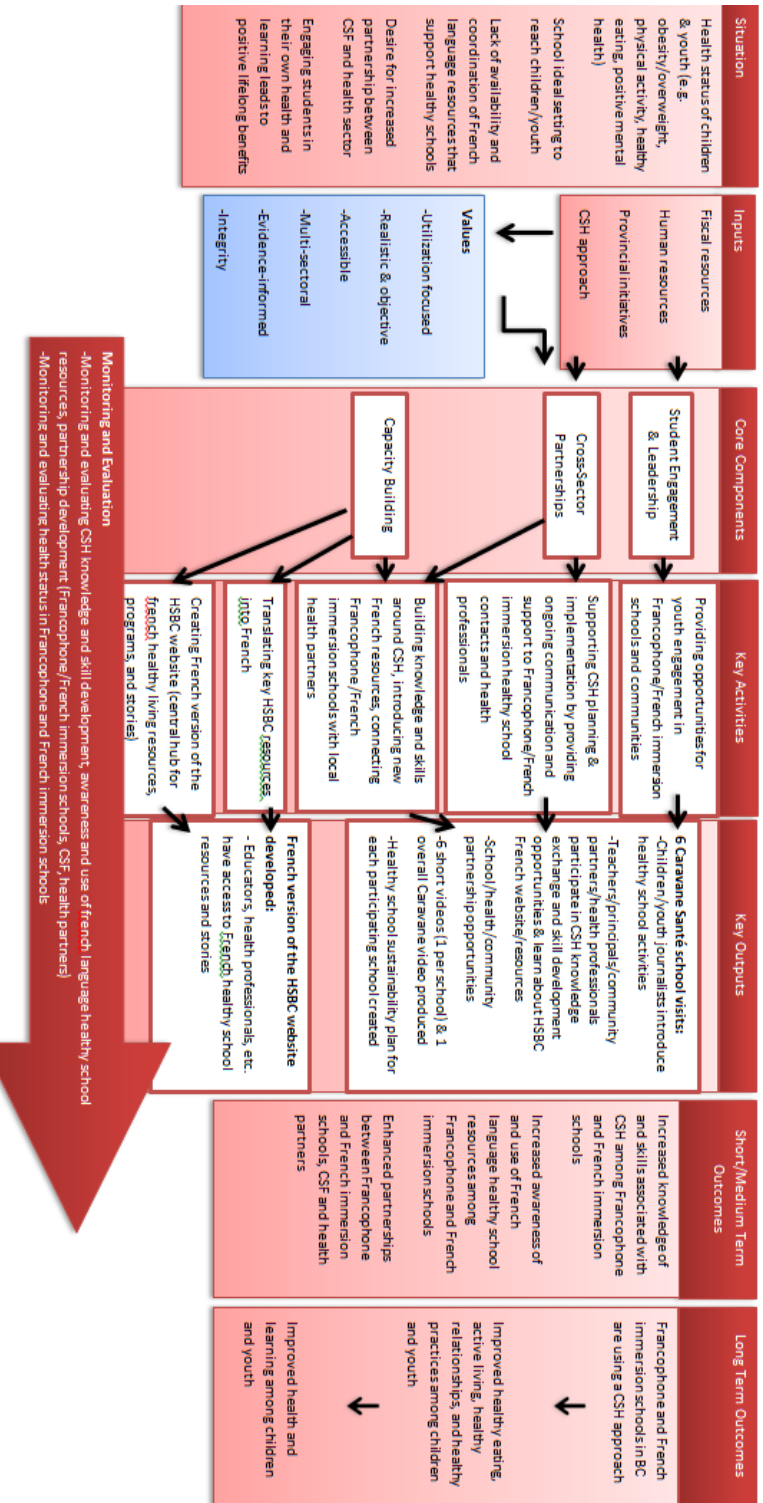 Situation
Health status of children
& youth (e.g.
obesity/overweight,
physical activity, healthy
eating, positive mental
health)
School ideal setting to
reach children/youth
Lack of availability and
coordination of French
language resources that
support healthy schools
Desire for increased
partnership between
CSF and health sector
Engaging students in
their own health and
learning leads to
positive lifelong benefits
Inputs
Fiscal resources
Human resources
Provincial initiatives
CSH approach
Values
-Utilization focused
-Realistic & objective
-Accessible
-Multi-sectoral
-Evidence-informed
-Integrity
Core Components
Student Engagement
& Leadership
Cross-Sector
Partnerships
Capacity Building
Key Activities
Providing opportunities for
youth engagement in
Francophone/French immersion
schools and communities
Supporting CSH planning &
implementation by providing
ongoing communication and
support to Francophone/French
immersion healthy school
contacts and health
professionals
Building knowledge and skills
around CSH, introducing new
French resources, connecting
Francophone/French
immersion schools with local
health partners
Translating key HSBC resources
into French
Creating French version of the
HSBC website (central hub for
french healthy living resources,
programs, and stories)
Key Outputs
6 Caravane Santé school visits:
-Children/youth journalists introduce
healthy school activities
-Teachers/principals/community
partners/health professionals
participate in CSH knowledge
exchange and skill development
opportunities & learn about HSBC
French website/resources
-School/health/community
partnership opportunities
-6 short videos (1 per school) & 1
overall Caravane video produced
-Healthy school sustainability plan for
each participating school created
French version of the HSBC website
developed:
- Educators, health professionals, etc.
have access to French healthy school
resources and stories
Short/Medium Term
Outcomes
Increased knowledge of
and skills associated with
CSH among Francophone
and French immersion
schools
Increased awareness of
and use of French
language healthy school
resources among
Francophone and French
immersion schools
Enhanced partnerships
between Francophone
and French immersion
schools, CSF and health
partners
Long Term Outcomes
Francophone and French
immersion schools in BC
are using a CSH approach
Improved healthy eating,
active living, healthy
relationships, and healthy
practices among children
and youth
Improved health and
learning among children
and youth
Monitoring and Evaluation
-Monitoring and evaluating CSH knowledge and skill development, awareness and use of french language healthy school
resources, partnership development (Francophone/French immersion schools, CSF, health partners)
-Monitoring and evaluating health status in Francophone and French immersion schools